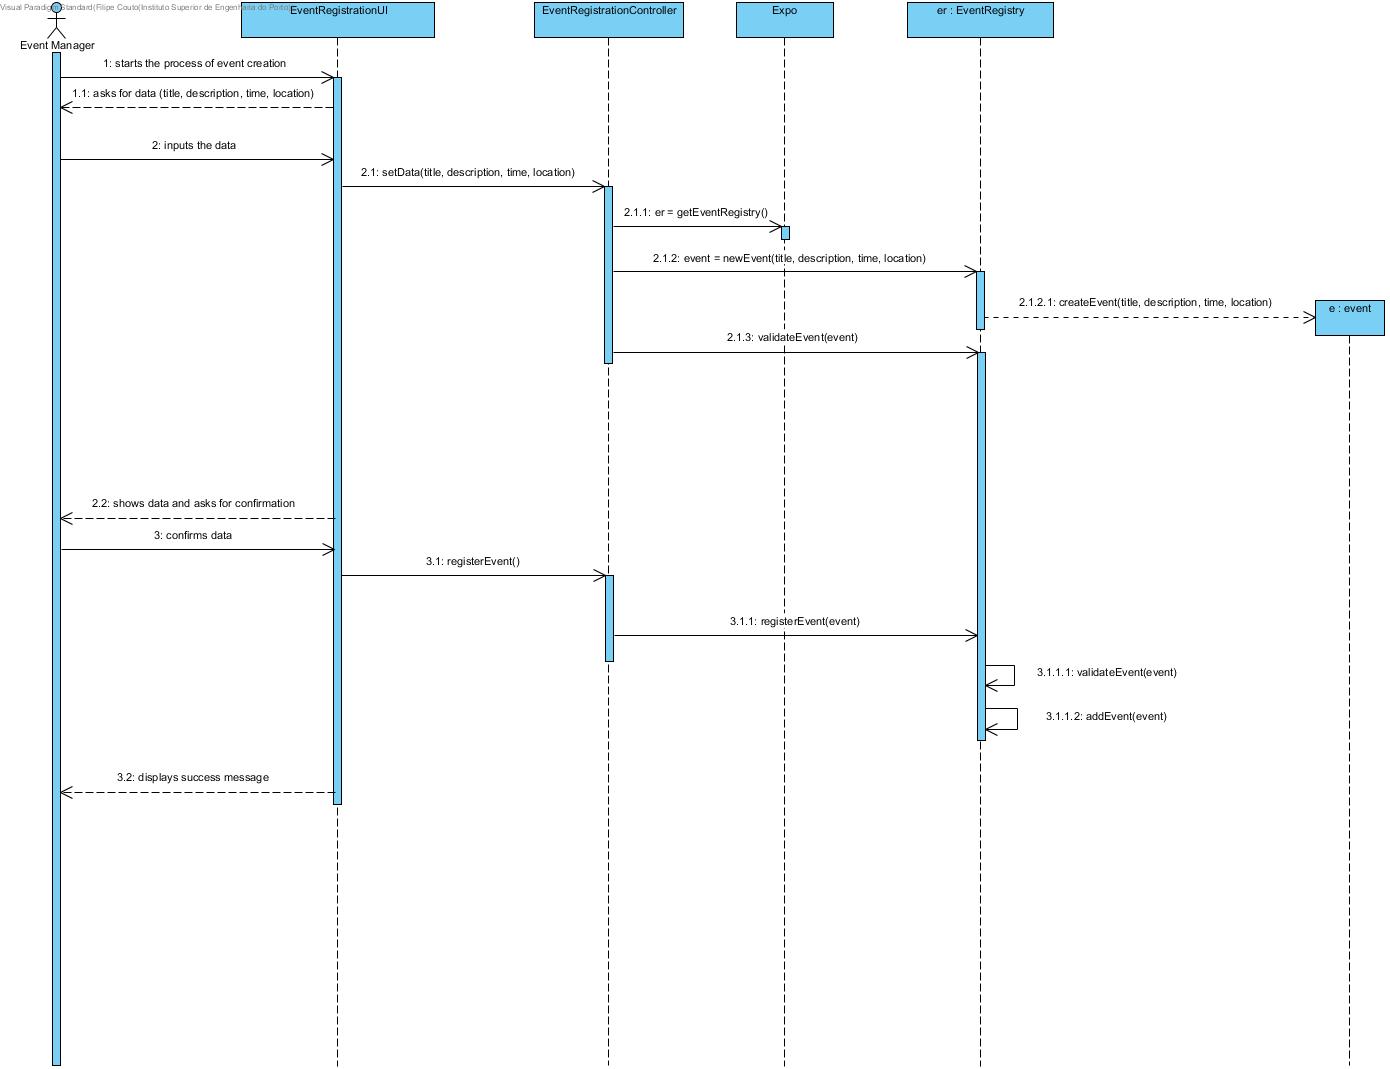 Visual Paradigm Standard(Filipe Couto(Instituto Superior de Engenharia do Porto))
EventRegistrationUI
EventRegistrationController
Expo
er : EventRegistry
Event Manager
1: starts the process of event creation
1.1: asks for data (title, description, time, location)
2: inputs the data
2.1: setData(title, description, time, location)
2.1.1: er = getEventRegistry()
2.1.2: event = newEvent(title, description, time, location)
2.1.2.1: createEvent(title, description, time, location)
e : event
2.1.3: validateEvent(event)
2.2: shows data and asks for confirmation
3: confirms data
3.1: registerEvent()
3.1.1: registerEvent(event)
3.1.1.1: validateEvent(event)
3.1.1.2: addEvent(event)
3.2: displays success message